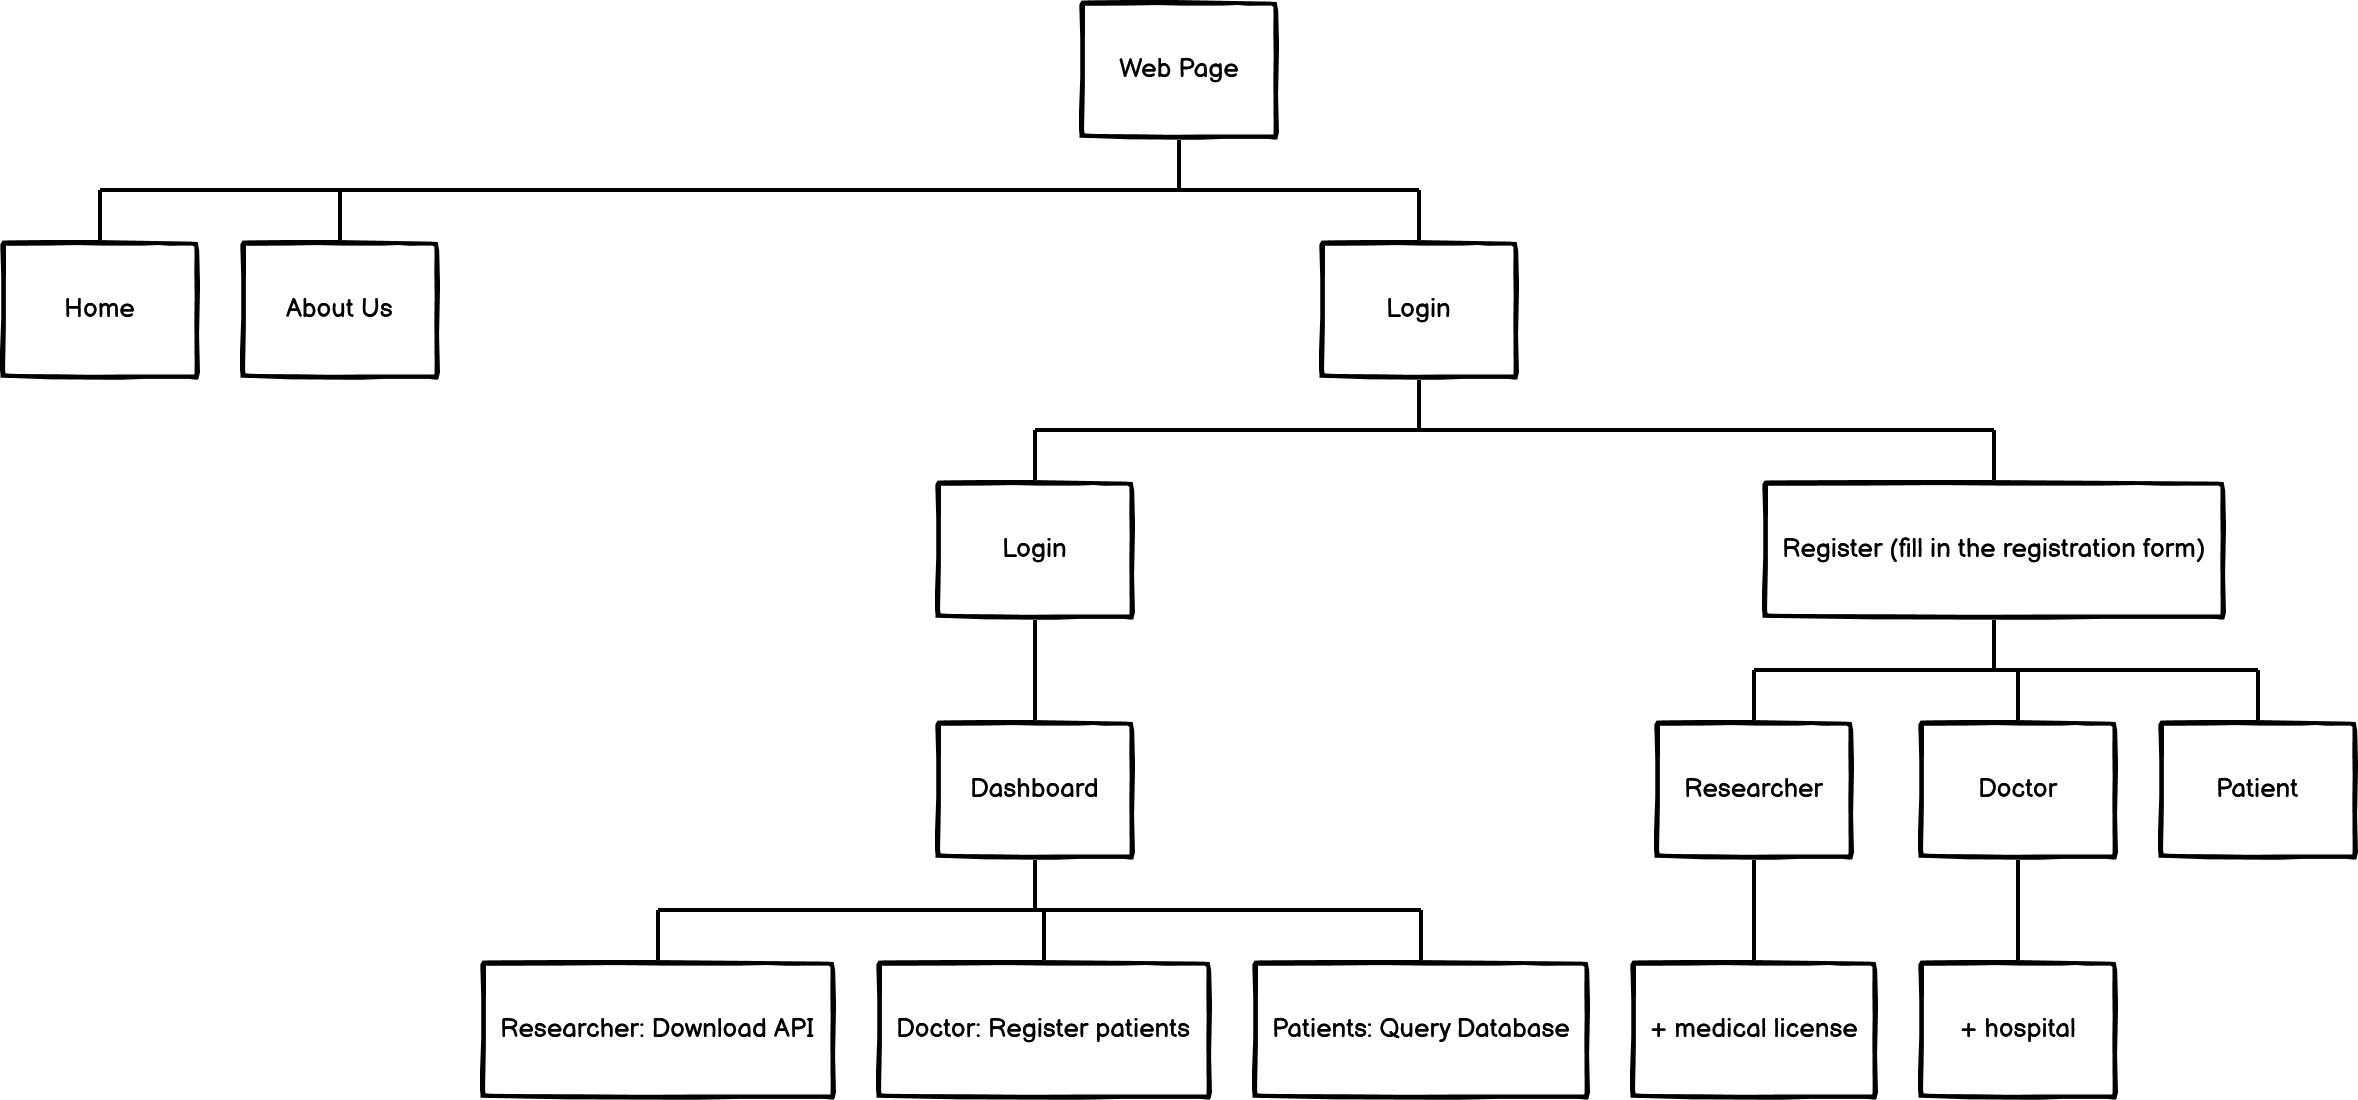 Web Page
Home
About Us
Login
Login
Register (fill in the registration form)
Dashboard
Researcher
Doctor
Patient
Researcher: Download API
Doctor: Register patients
Patients: Query Database
+ medical license
+ hospital